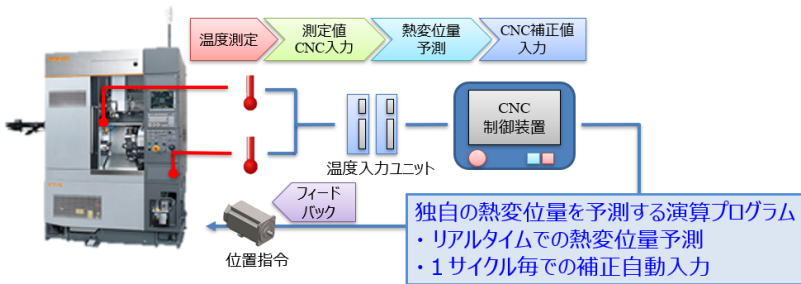 温度測定
測定値
CNC入力
熱変位量
予測
CNC補正値
入力
CNC
制御装置
温度入力ユニット
フィード
バック
位置指令
独自の熱変位量を予測する演算プログラム
・リアルタイムでの熱変位量予測
・１サイクル毎での補正自動入力